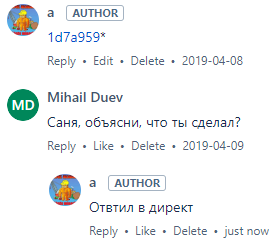 a AUTHOR
1d7a959*
Reply • Edit • Delete • 2019-04-08
MD Mihail Duev
Саня, объясни, что ты сделал?
Reply • Like • Delete • 2019-04-09
a AUTHOR
Отвтил в директ
Reply • Like • Delete • just now